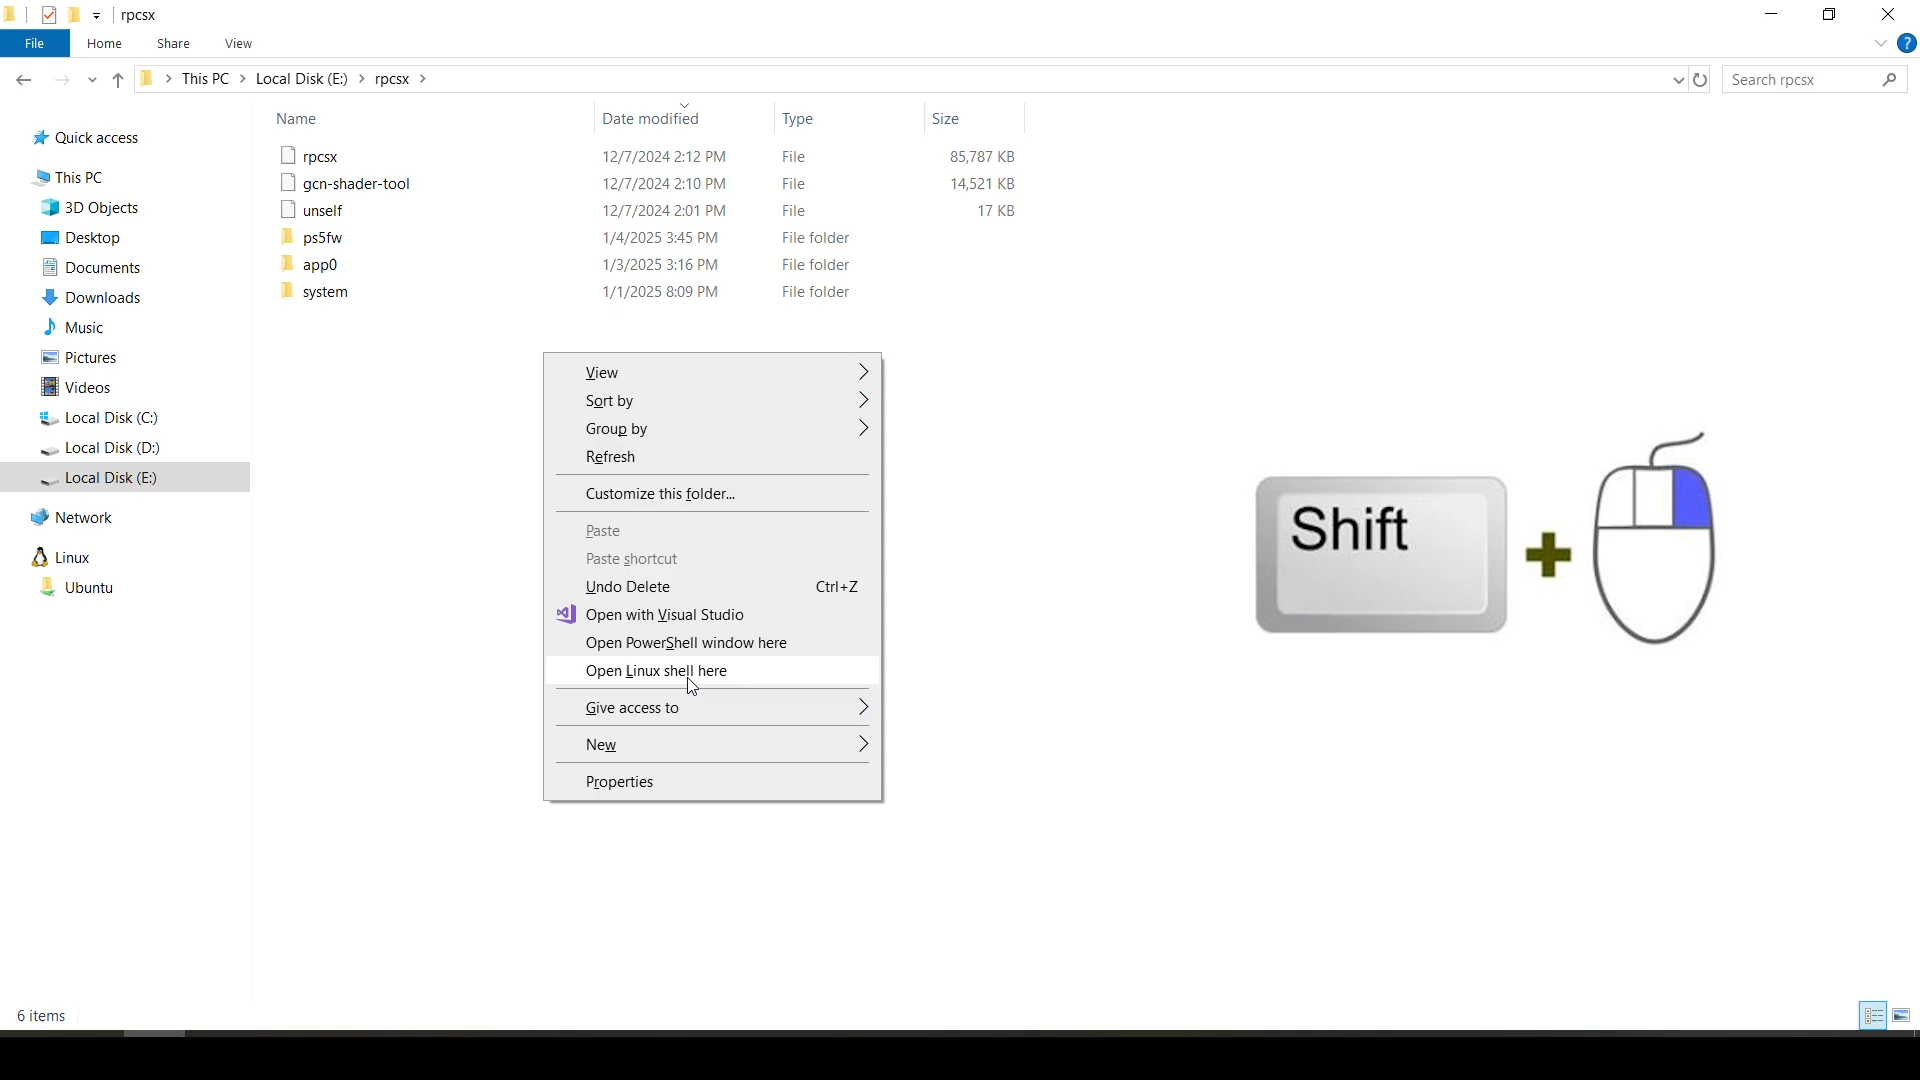 rpcsx
File Home Share View
This PC Local Disk (E:) rpcsx Search rpcsx
Name Date modified Type Size
Quick access
This PC
3D Objects
Desktop
Documents
Downloads
Music
Pictures
Videos
Local Disk (C:)
Local Disk (D:)
Local Disk (E:)
Network
Linux
Ubuntu
rpcsx 12/7/2024 2:12 PM File 85,787 KB
gcn-shader-tool 12/7/2024 2:10 PM File 14,521 KB
unself 12/7/2024 2:01 PM File 17 KB
ps5fw 1/4/2025 3:45 PM File folder
app0 1/3/2025 3:16 PM File folder
system 1/1/2025 8:09 PM File folder
View
Sort by
Group by
Refresh
Customize this folder...
Paste
Paste shortcut
Undo Delete Ctrl+Z
Open with Visual Studio
Open PowerShell window here
Open Linux shell here
Give access to
New
Properties
Shift
6 items